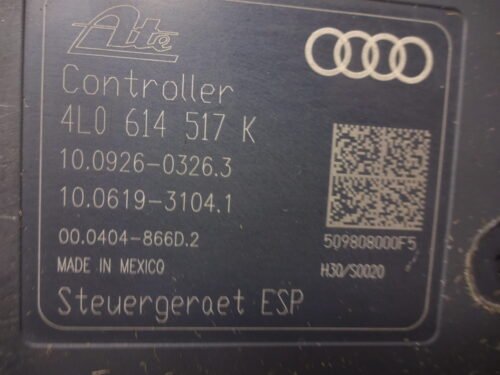 Ate
Controller
4L0 614 517 K
10.0926-0326.3
10.0619-3104.1
00.0404-866D.2
509808000F5
MADE IN MEXICO
H30/S0020
Steuergeraet ESP